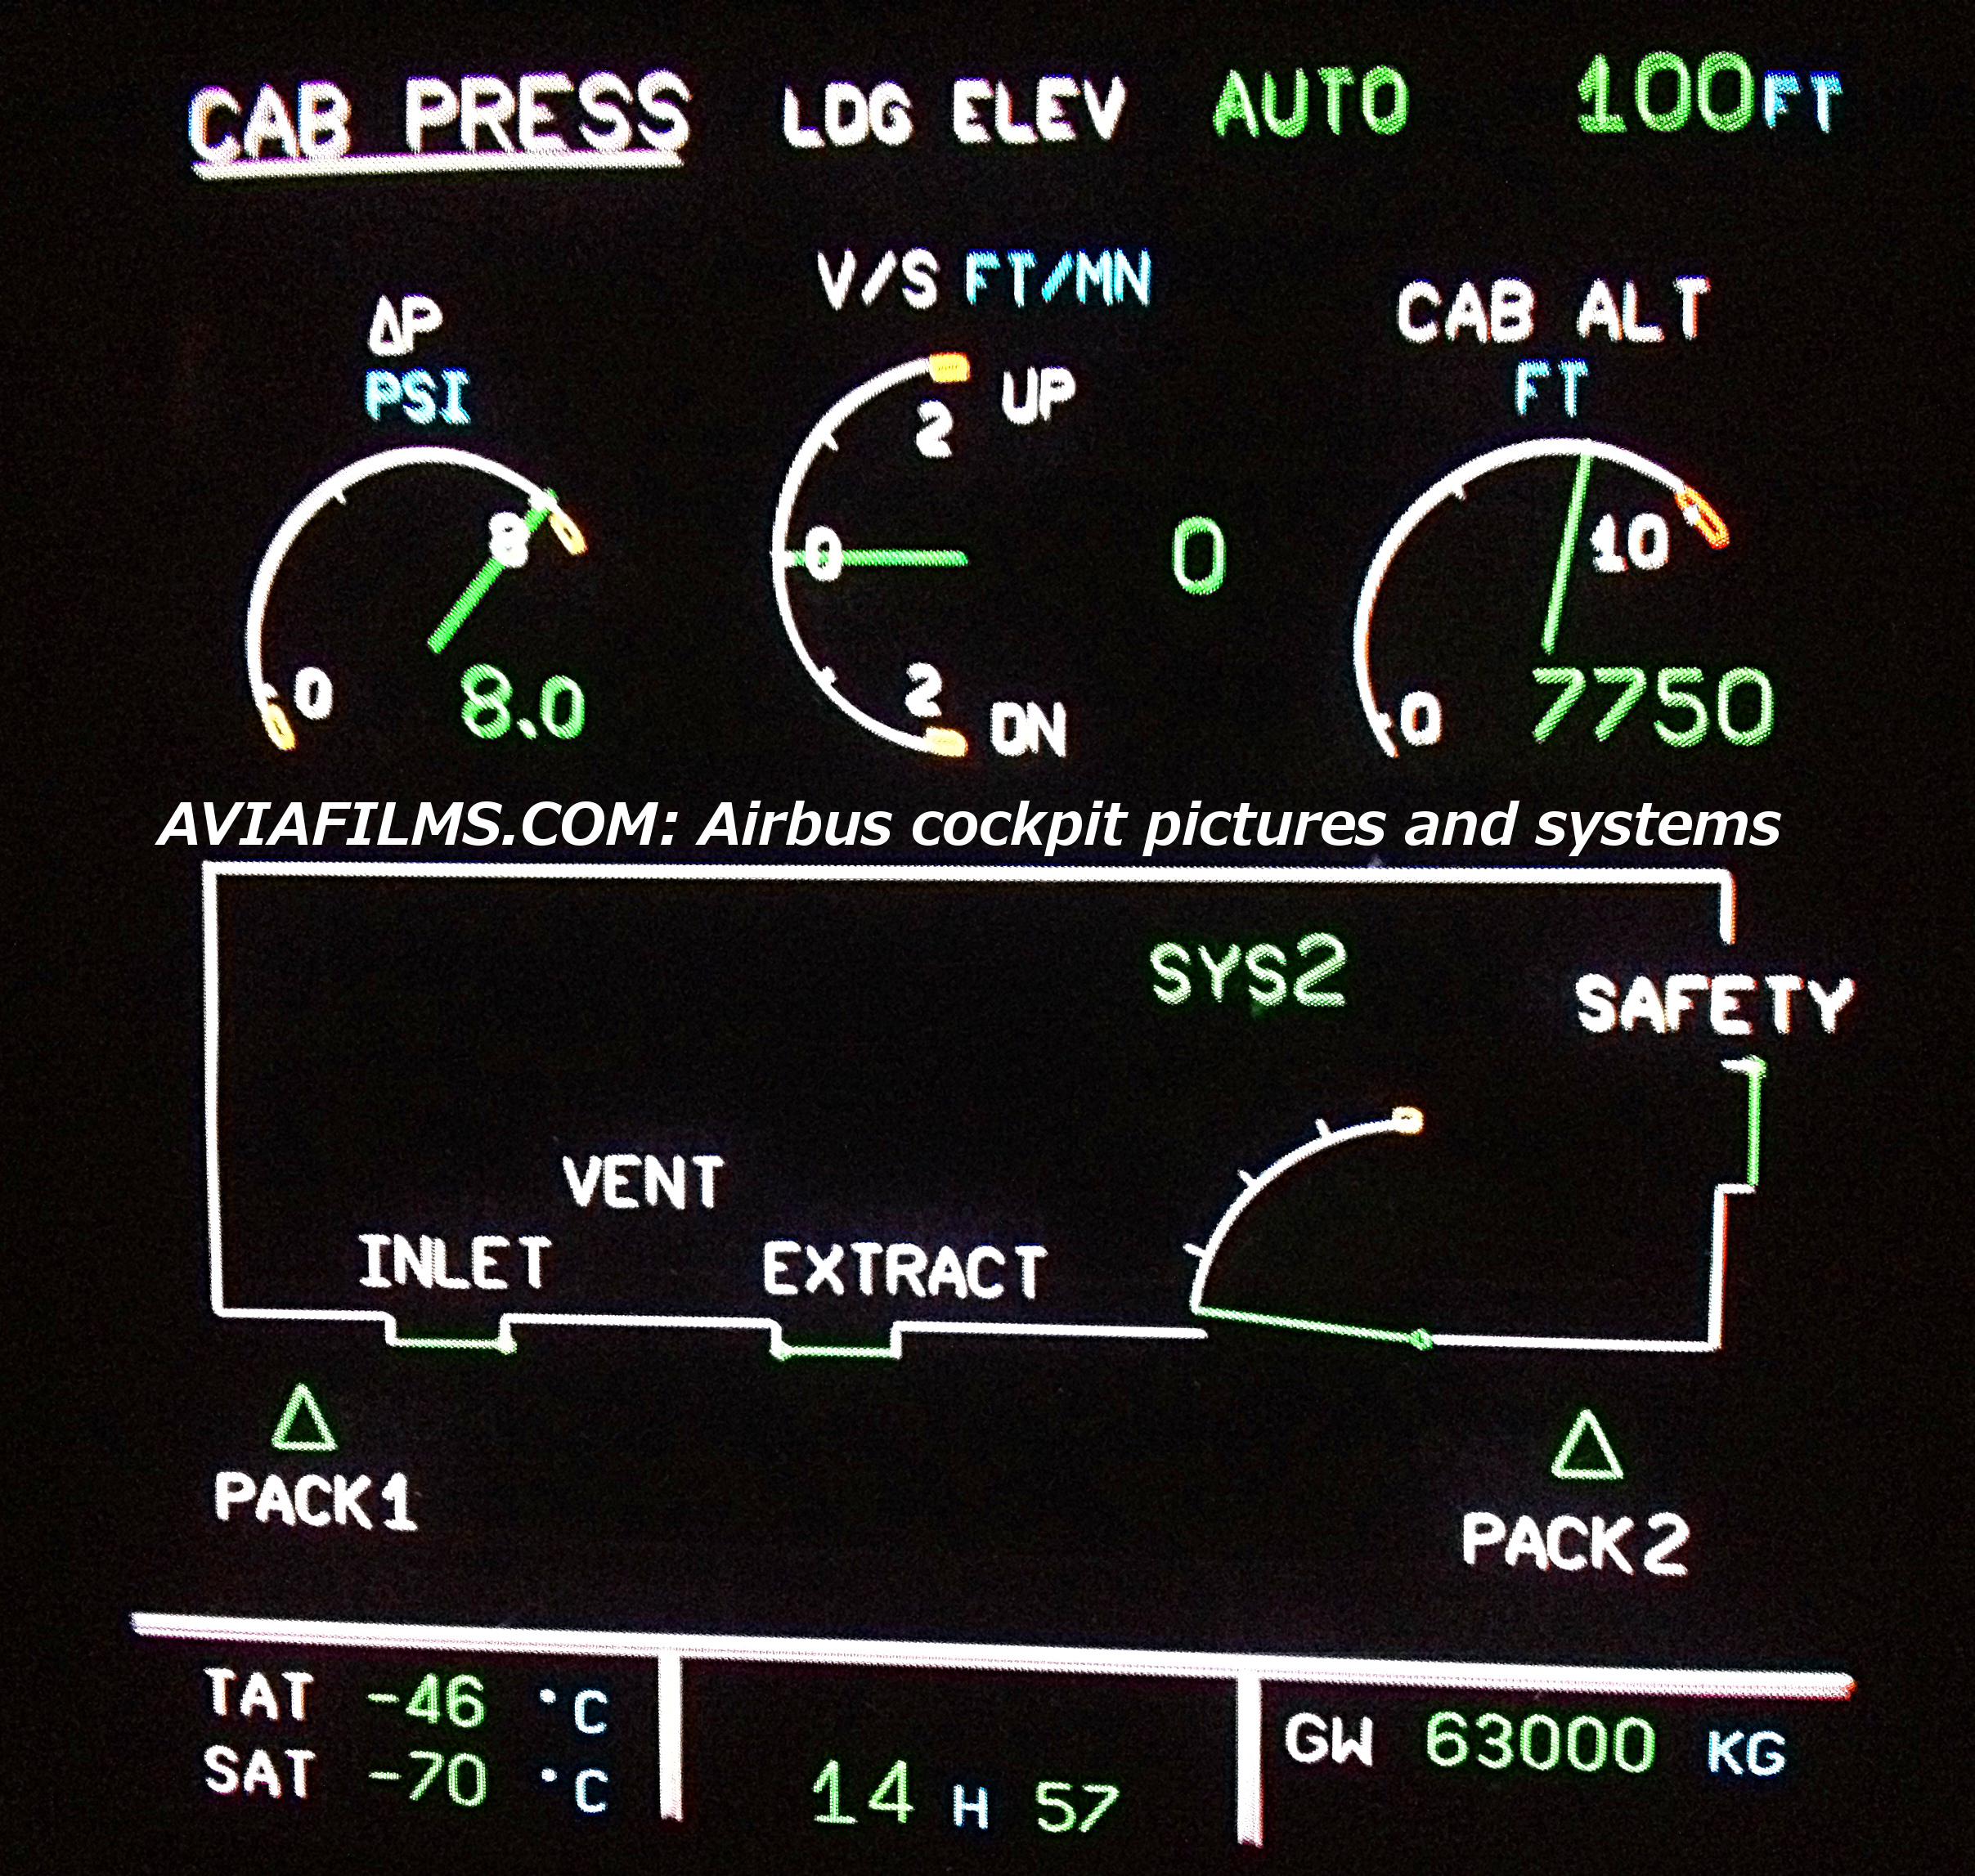 CAB PRESS LDG ELEV AUTO 100FT
V/S FT/MN
ΔP
CAB ALT
PSI
FT
2 UP
8
0
0
10
0
8.0
2 DN
0
7750
AVIAFILMS.COM: Airbus cockpit pictures and systems
SYS2
SAFETY
VENT
INLET
EXTRACT
PACK1
PACK2
TAT -46 °C
GW 63000 KG
SAT -70 °C
14 H 57